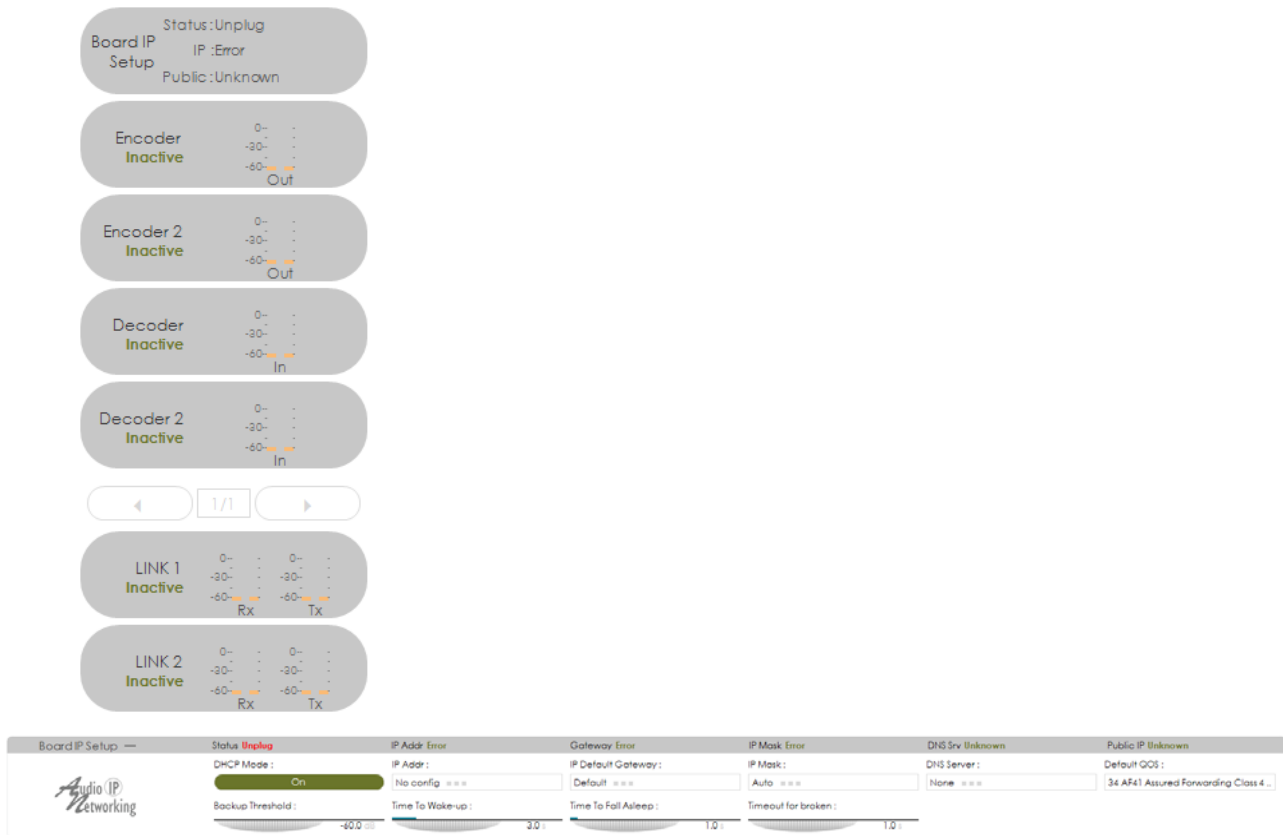 Board IP Setup
Status : Unplug
IP : Error
Public : Unknown
Encoder
Inactive
0
-30
-60
Out
Encoder 2
Inactive
0
-30
-60
Out
Decoder
Inactive
0
-30
-60
In
Decoder 2
Inactive
0
-30
-60
In
1/1
LINK 1
Inactive
0
-30
-60
Rx
0
-30
-60
Tx
LINK 2
Inactive
0
-30
-60
Rx
0
-30
-60
Tx
Board IP Setup — Status Unplug IP Addr Error Gateway Error IP Mask Error DNS Srv Unknown Public IP Unknown
Audio IP Networking
DHCP Mode : IP Addr : IP Default Gateway : IP Mask : DNS Server : Default QOS :
On No config Default Auto None 34 AF41 Assured Forwarding Class 4 ..
Backup Threshold : Time To Wake-up : Time To Fall Asleep : Timeout for broken :
-60.0 dB 3.0 s 1.0 s 1.0 s